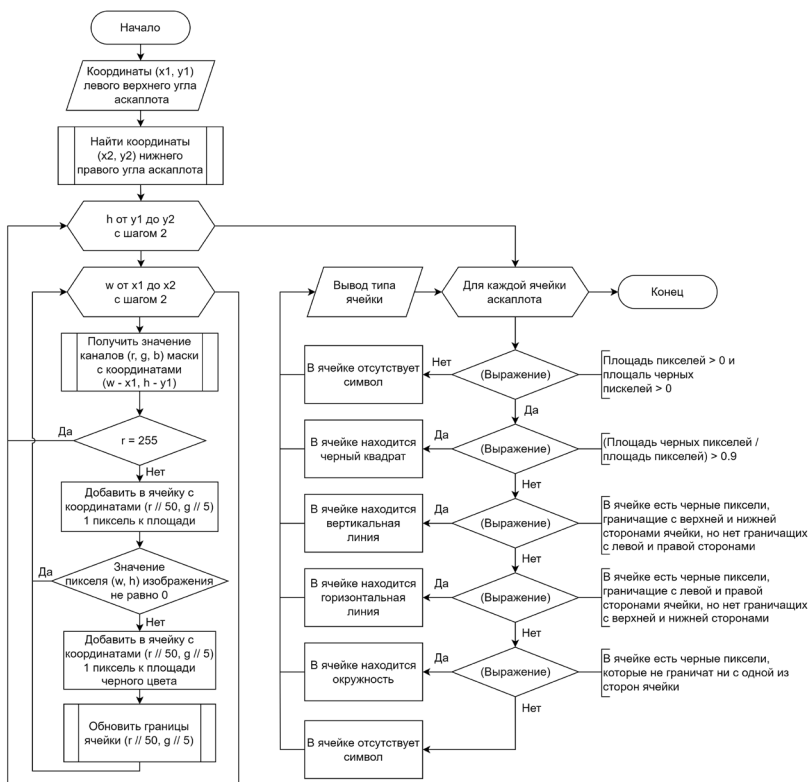 Начало
Координаты (x1, y1)
левого верхнего угла
аскаплота
Найти координаты
(x2, y2) нижнего
правого угла аскаплота
h от y1 до y2
с шагом 2
w от x1 до x2
с шагом 2
Получить значение
каналов (r, g, b) маски
с координатами
(w - x1, h - y1)
Да
r = 255
Нет
Добавить в ячейку с
координатами (r // 50, g // 5)
1 пиксель к площади
Да
Значение
пикселя (w, h) изображения
не равно 0
Нет
Добавить в ячейку с
координатами (r // 50, g // 5)
1 пиксель к площади
черного цвета
Обновить границы
ячейки (r // 50, g // 5)
Вывод типа
ячейки
Для каждой ячейки
аскаплота
Конец
В ячейке отсутствует
символ
Нет
(Выражение)
Площадь пикселей > 0 и
площаль черных
пискелей > 0
Да
В ячейке находится
черный квадрат
Да
(Выражение)
(Площадь черных пикселей /
площадь пикселей) > 0.9
Нет
В ячейке находится
вертикальная
линия
Да
(Выражение)
В ячейке есть черные пиксели,
граничащие с верхней и нижней
сторонами ячейки, но нет граничащих
с левой и правой сторонами
Нет
В ячейке находится
горизонтальная
линия
Да
(Выражение)
В ячейке есть черные пиксели,
граничащие с левой и правой
сторонами ячейки, но нет граничащих
с верхней и нижней сторонами
Нет
В ячейке находится
окружность
Да
(Выражение)
В ячейке есть черные пиксели,
которые не граничат ни с одной из
сторон ячейки
Нет
В ячейке отсутствует
символ